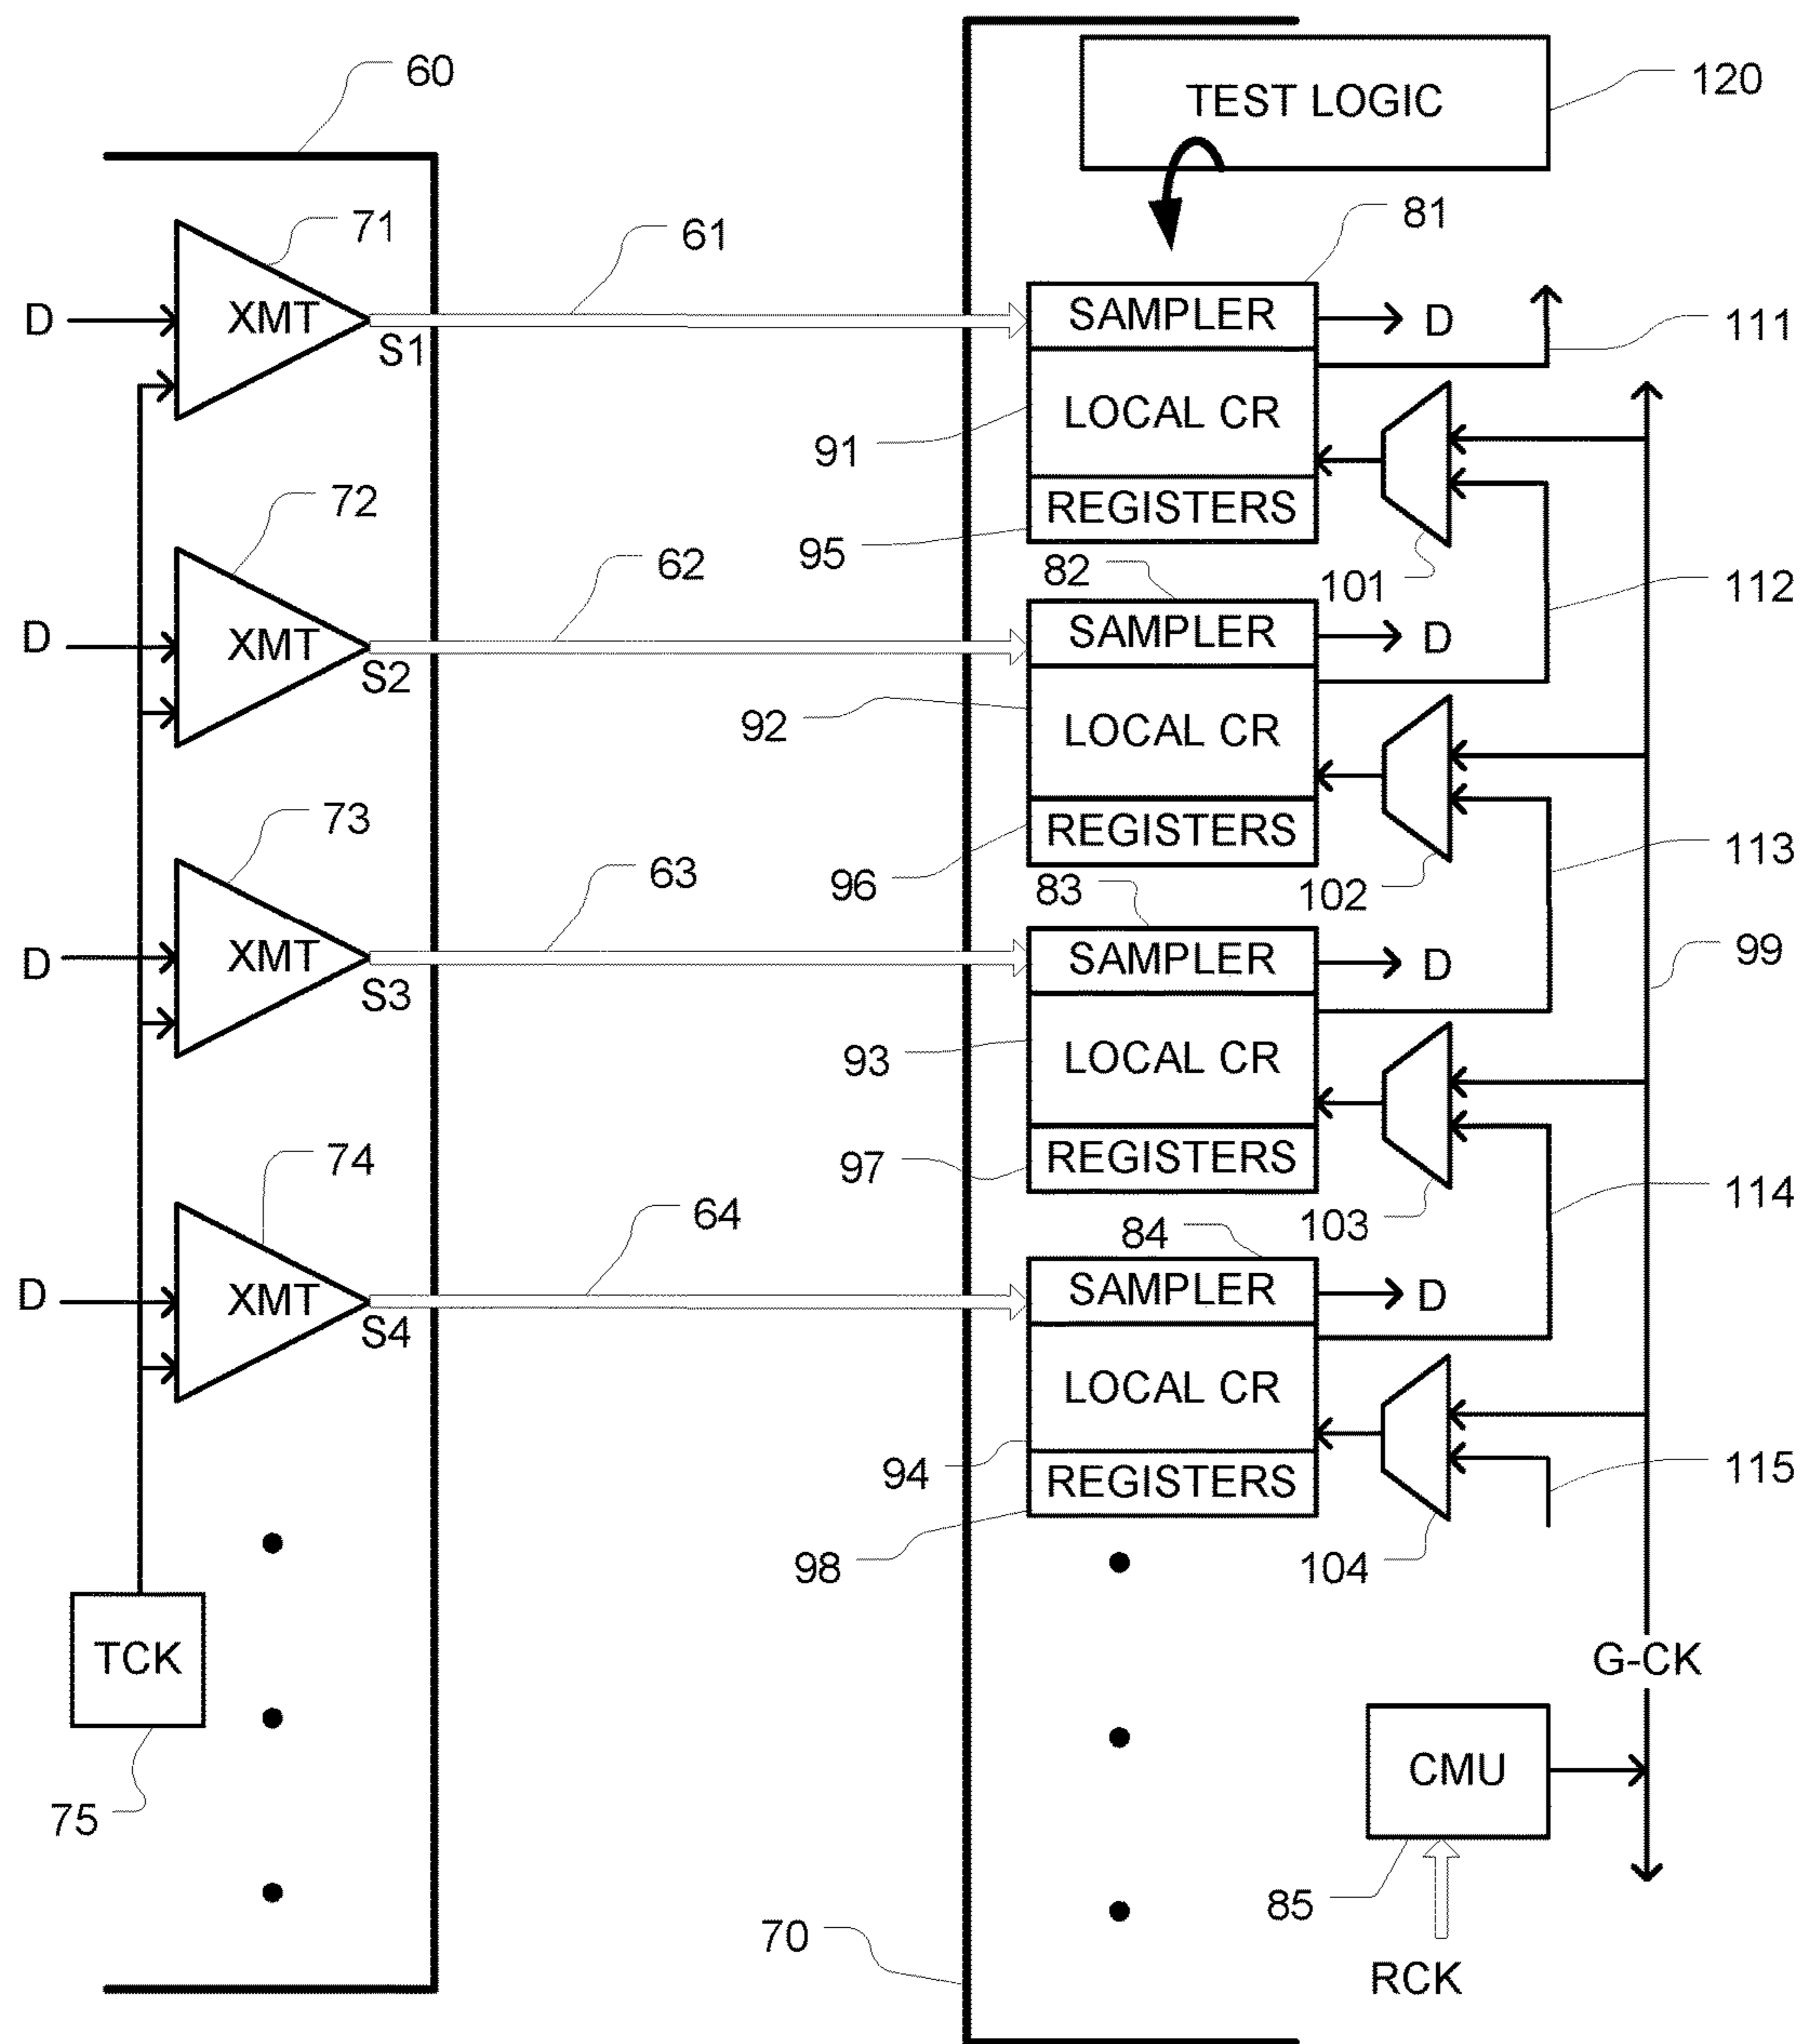 60
120
TEST LOGIC
71
61
81
D
XMT
S1
SAMPLER
D
111
LOCAL CR
91
REGISTERS
95
101
72
62
82
112
D
XMT
S2
SAMPLER
D
92
LOCAL CR
REGISTERS
96
102
73
63
83
113
D
XMT
S3
SAMPLER
D
99
93
LOCAL CR
97
REGISTERS
103
74
64
84
114
D
XMT
S4
SAMPLER
D
LOCAL CR
94
REGISTERS
115
98
104
TCK
G-CK
75
CMU
85
70
RCK